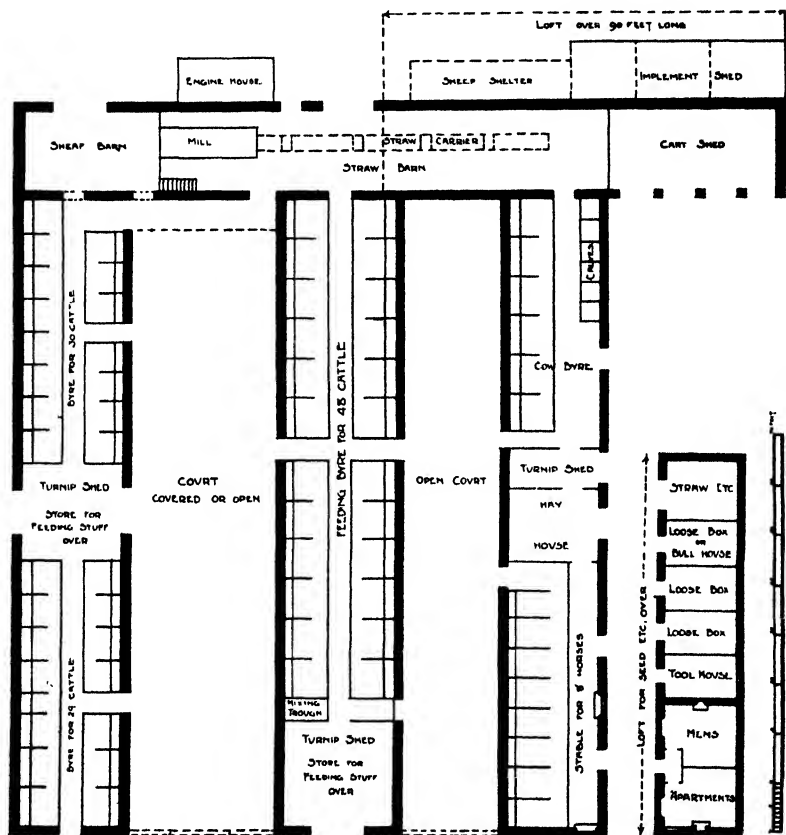 LOFT OVER 90 FEET LONG
ENGINE HOUSE
SHEEP SHELTER
IMPLEMENT SHED
SHEAF BARN
MILL
STRAW CARRIER
STRAW BARN
CART SHED
CALVES
BYRE FOR 30 CATTLE
FEEDING BYRE FOR 48 CATTLE
COW BYRE
TURNIP SHED
STORE FOR
FEEDING STUFF
OVER
COURT
COVERED OR OPEN
OPEN COURT
TURNIP SHED
HAY
HOUSE
STRAW ETC
LOOSE BOX
OR
BULL HOUSE
LOOSE BOX
LOOSE BOX
TOOL HOUSE
MENS
APARTMENTS
LOFT FOR SEED ETC, OVER
STABLE FOR 8 HORSES
BYRE FOR 29 CATTLE
MIXING
TROUGH
TURNIP SHED
STORE FOR
FEEDING STUFF
OVER